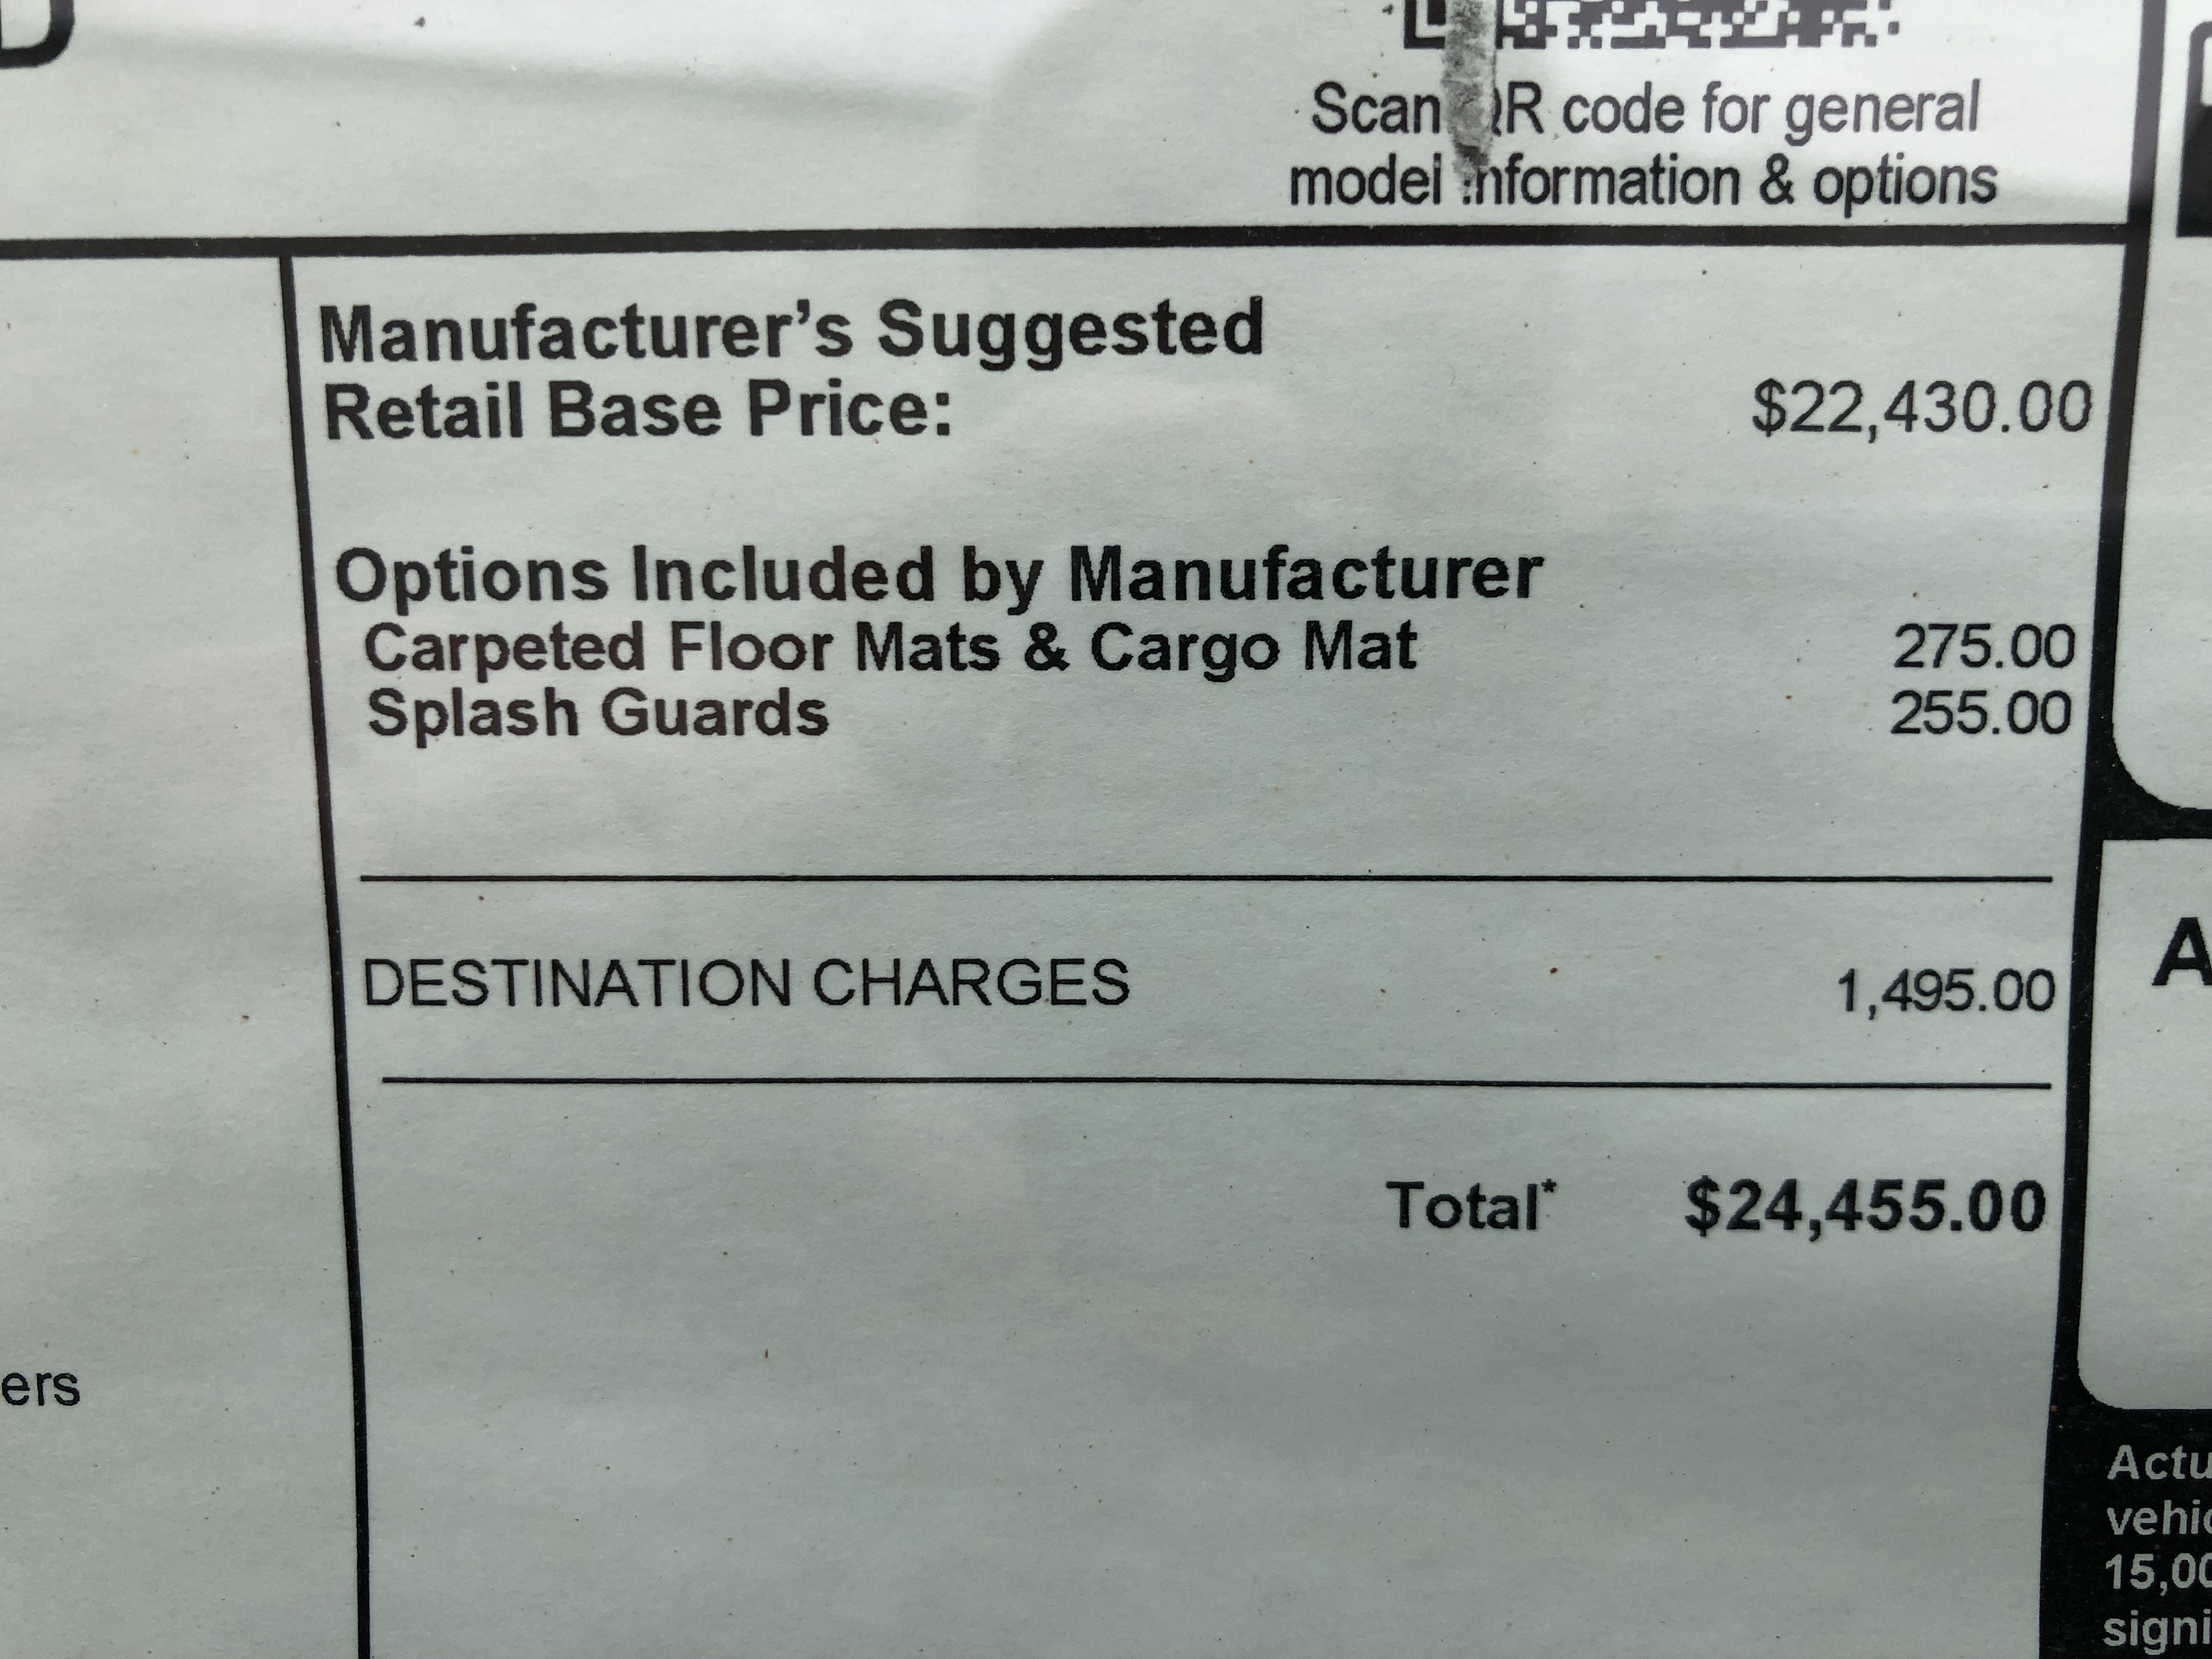 Scan QR code for general
model information & options
Manufacturer's Suggested
Retail Base Price: $22,430.00
Options Included by Manufacturer
Carpeted Floor Mats & Cargo Mat 275.00
Splash Guards 255.00
DESTINATION CHARGES 1,495.00
Total* $24,455.00
ers
A
Actu
vehic
15,00
signi